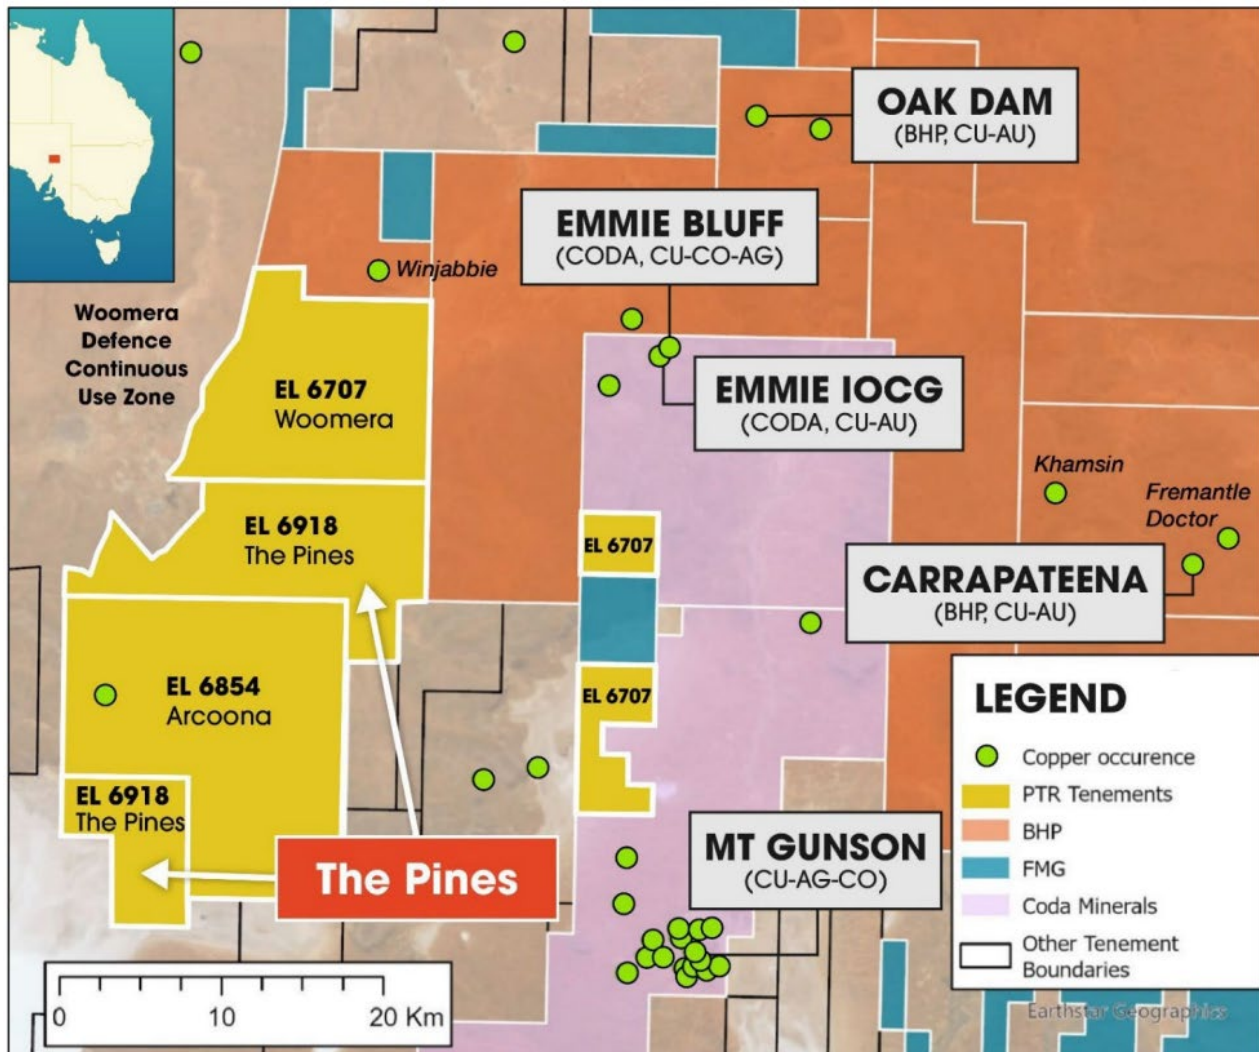 OAK DAM
(BHP, CU-AU)
EMMIE BLUFF
(CODA, CU-CO-AG)
Winjabbie
Woomera
Defence
Continuous
Use Zone
EL 6707
Woomera
EMMIE IOCG
(CODA, CU-AU)
Khamsin
Fremantle
Doctor
EL 6918
The Pines
EL 6707
CARRAPATEENA
(BHP, CU-AU)
EL 6854
Arcoona
EL 6707
EL 6918
The Pines
The Pines
MT GUNSON
(CU-AG-CO)
LEGEND
Copper occurence
PTR Tenements
BHP
FMG
Coda Minerals
Other Tenement
Boundaries
0 10 20 Km
Earthstar Geographics